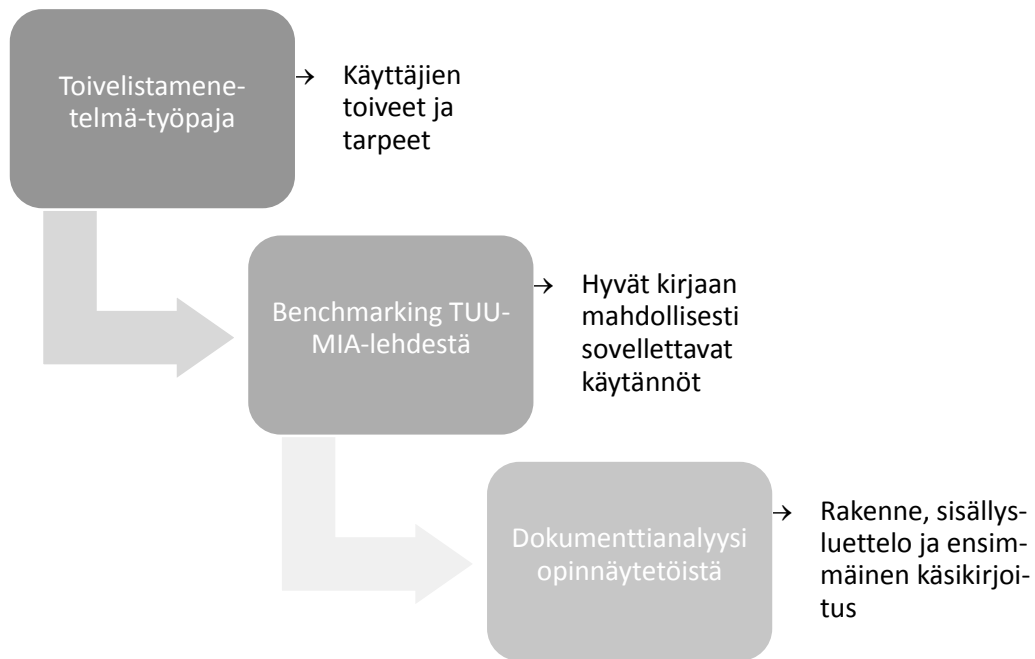 Toivelistamene-
telmä-työpaja
→ Käyttäjien
toiveet ja
tarpeet
Benchmarking TUU-
MIA-lehdestä
→ Hyvät kirjaan
mahdollisesti
sovellettavat
käytännöt
Dokumenttianalyysi
opinnäytetöistä
→ Rakenne, sisällys-
luettelo ja ensim-
mäinen käsikirjoi-
tus